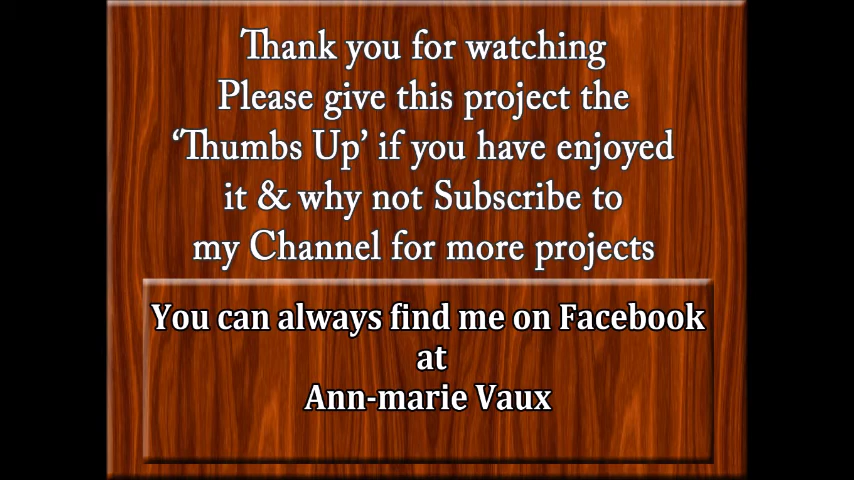 Thank you for watching
Please give this project the
‘Thumbs Up’ if you have enjoyed
it & why not Subscribe to
my Channel for more projects
You can always find me on Facebook
at
Ann-marie Vaux